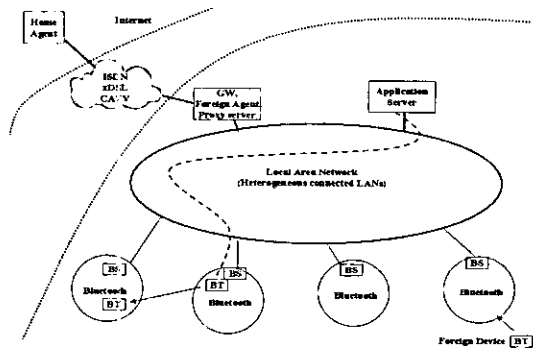 Home
Agent
Internet
ISDN
xDSL
CATV
GW,
Foreign Agent,
Proxy server
Application
Server
Local Area Network
(Heterogeneous connected LANs)
BS
Bluetooth
BT
BS
BT
Bluetooth
BS
Bluetooth
BS
Bluetooth
Foreign Device BT